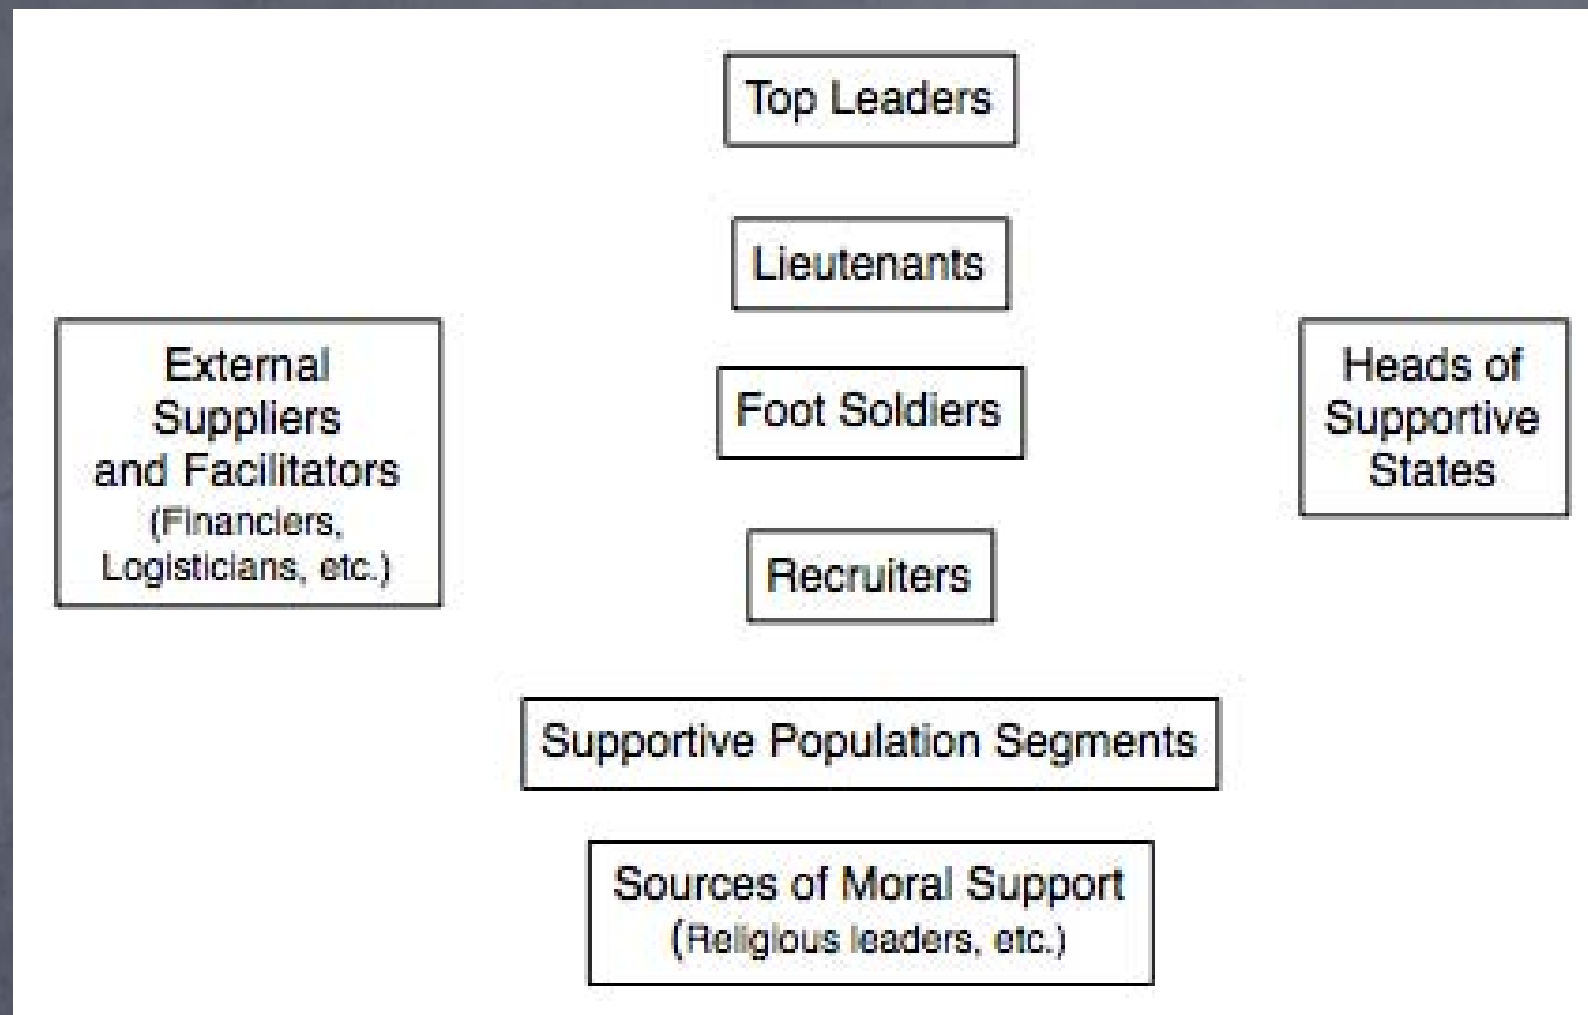 Top Leaders
Lieutenants
External
Suppliers
and Facilitators
(Financiers,
Logisticians, etc.)
Foot Soldiers
Heads of
Supportive
States
Recruiters
Supportive Population Segments
Sources of Moral Support
(Religious leaders, etc.)